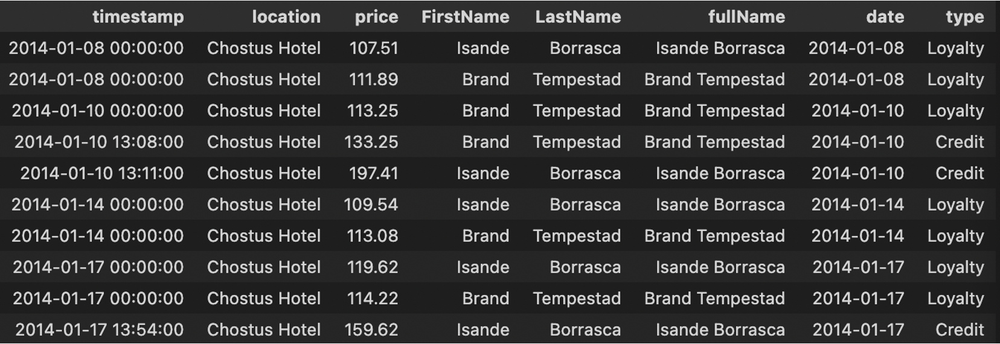 timestamp location price FirstName LastName fullName date type
2014-01-08 00:00:00 Chostus Hotel 107.51 Isande Borrasca Isande Borrasca 2014-01-08 Loyalty
2014-01-08 00:00:00 Chostus Hotel 111.89 Brand Tempestad Brand Tempestad 2014-01-08 Loyalty
2014-01-10 00:00:00 Chostus Hotel 113.25 Brand Tempestad Brand Tempestad 2014-01-10 Loyalty
2014-01-10 13:08:00 Chostus Hotel 133.25 Brand Tempestad Brand Tempestad 2014-01-10 Credit
2014-01-10 13:11:00 Chostus Hotel 197.41 Isande Borrasca Isande Borrasca 2014-01-10 Credit
2014-01-14 00:00:00 Chostus Hotel 109.54 Isande Borrasca Isande Borrasca 2014-01-14 Loyalty
2014-01-14 00:00:00 Chostus Hotel 113.08 Brand Tempestad Brand Tempestad 2014-01-14 Loyalty
2014-01-17 00:00:00 Chostus Hotel 119.62 Isande Borrasca Isande Borrasca 2014-01-17 Loyalty
2014-01-17 00:00:00 Chostus Hotel 114.22 Brand Tempestad Brand Tempestad 2014-01-17 Loyalty
2014-01-17 13:54:00 Chostus Hotel 159.62 Isande Borrasca Isande Borrasca 2014-01-17 Credit